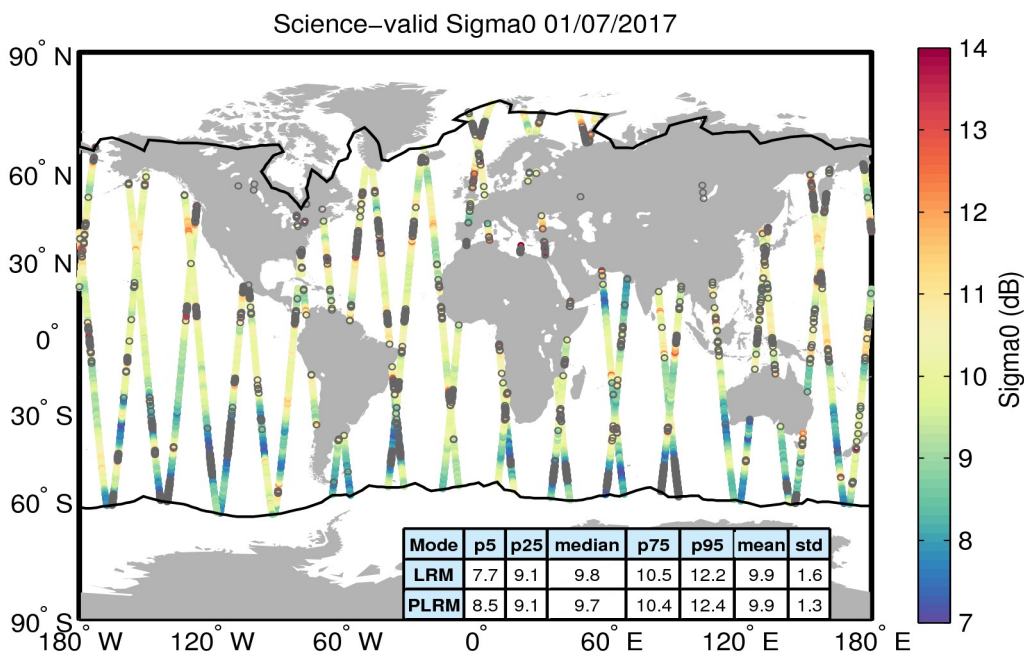 Science-valid Sigma0 01/07/2017
90° N
60° N
30° N
0°
30° S
60° S
90° S
180° W 120° W 60° W 0° 60° E 120° E 180° E
14
13
12
11
10
9
8
7
Sigma0 (dB)
Mode p5 p25 median p75 p95 mean std
LRM 7.7 9.1 9.8 10.5 12.2 9.9 1.6
PLRM 8.5 9.1 9.7 10.4 12.4 9.9 1.3